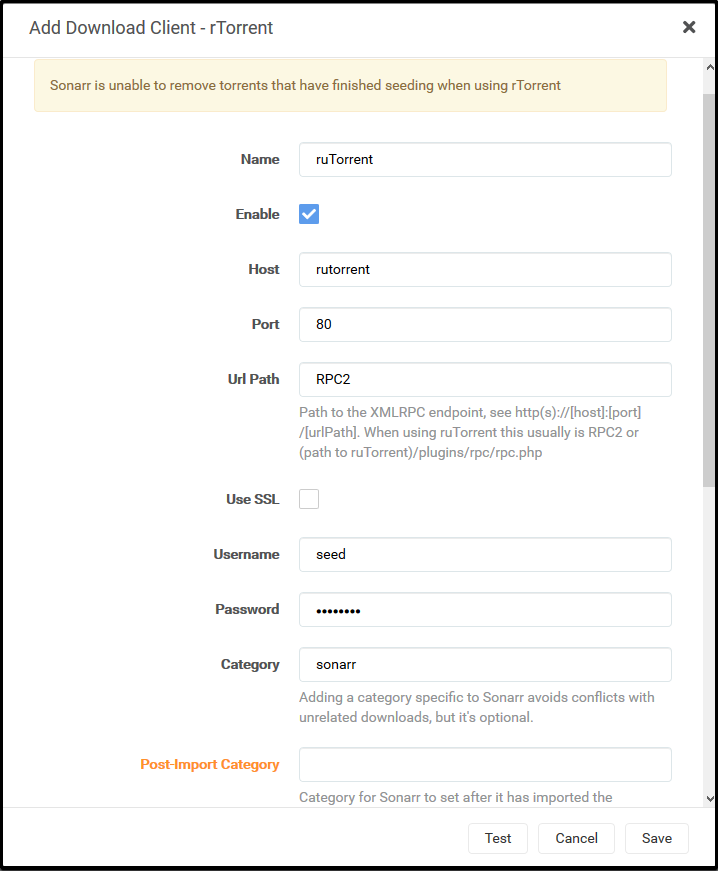 Add Download Client - rTorrent
Sonarr is unable to remove torrents that have finished seeding when using rTorrent
Name
ruTorrent
Enable
Host
rutorrent
Port
80
Url Path
RPC2
Path to the XMLRPC endpoint, see http(s)://[host]:[port]
/[urlPath]. When using ruTorrent this usually is RPC2 or
(path to ruTorrent)/plugins/rpc/rpc.php
Use SSL
Username
seed
Password
••••••••
Category
sonarr
Adding a category specific to Sonarr avoids conflicts with
unrelated downloads, but it's optional.
Post-Import Category
Category for Sonarr to set after it has imported the
Test
Cancel
Save